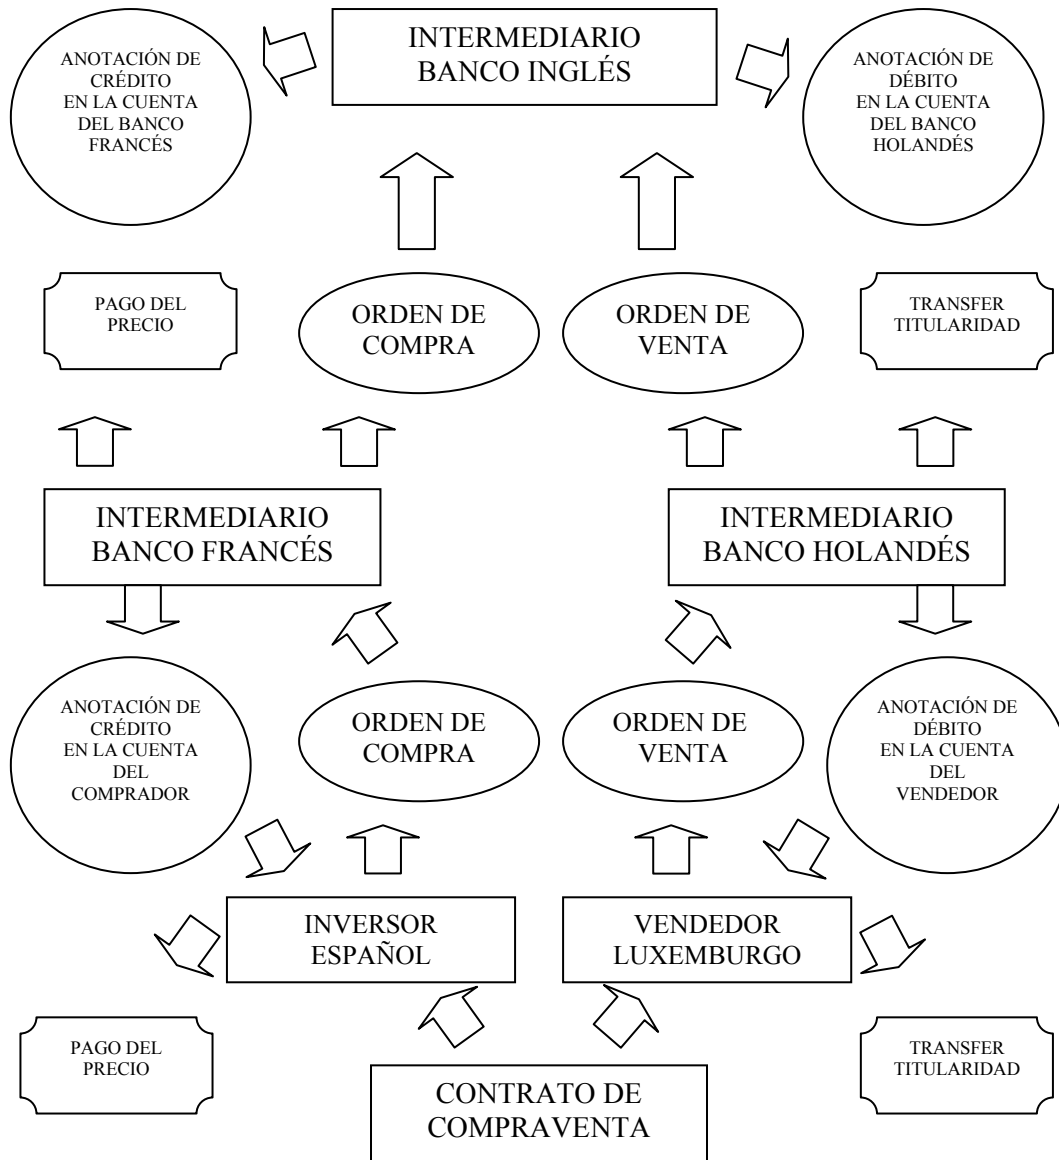 INTERMEDIARIO
BANCO INGLÉS
ANOTACIÓN DE
CRÉDITO
EN LA CUENTA
DEL BANCO
FRANCÉS
ANOTACIÓN DE
DÉBITO
EN LA CUENTA
DEL BANCO
HOLANDÉS
PAGO DEL
PRECIO
ORDEN DE
COMPRA
ORDEN DE
VENTA
TRANSFER
TITULARIDAD
INTERMEDIARIO
BANCO FRANCÉS
INTERMEDIARIO
BANCO HOLANDÉS
ANOTACIÓN DE
CRÉDITO
EN LA CUENTA
DEL
COMPRADOR
ORDEN DE
COMPRA
ORDEN DE
VENTA
ANOTACIÓN DE
DÉBITO
EN LA CUENTA
DEL
VENDEDOR
INVERSOR
ESPAÑOL
VENDEDOR
LUXEMBURGO
PAGO DEL
PRECIO
TRANSFER
TITULARIDAD
CONTRATO DE
COMPRAVENTA